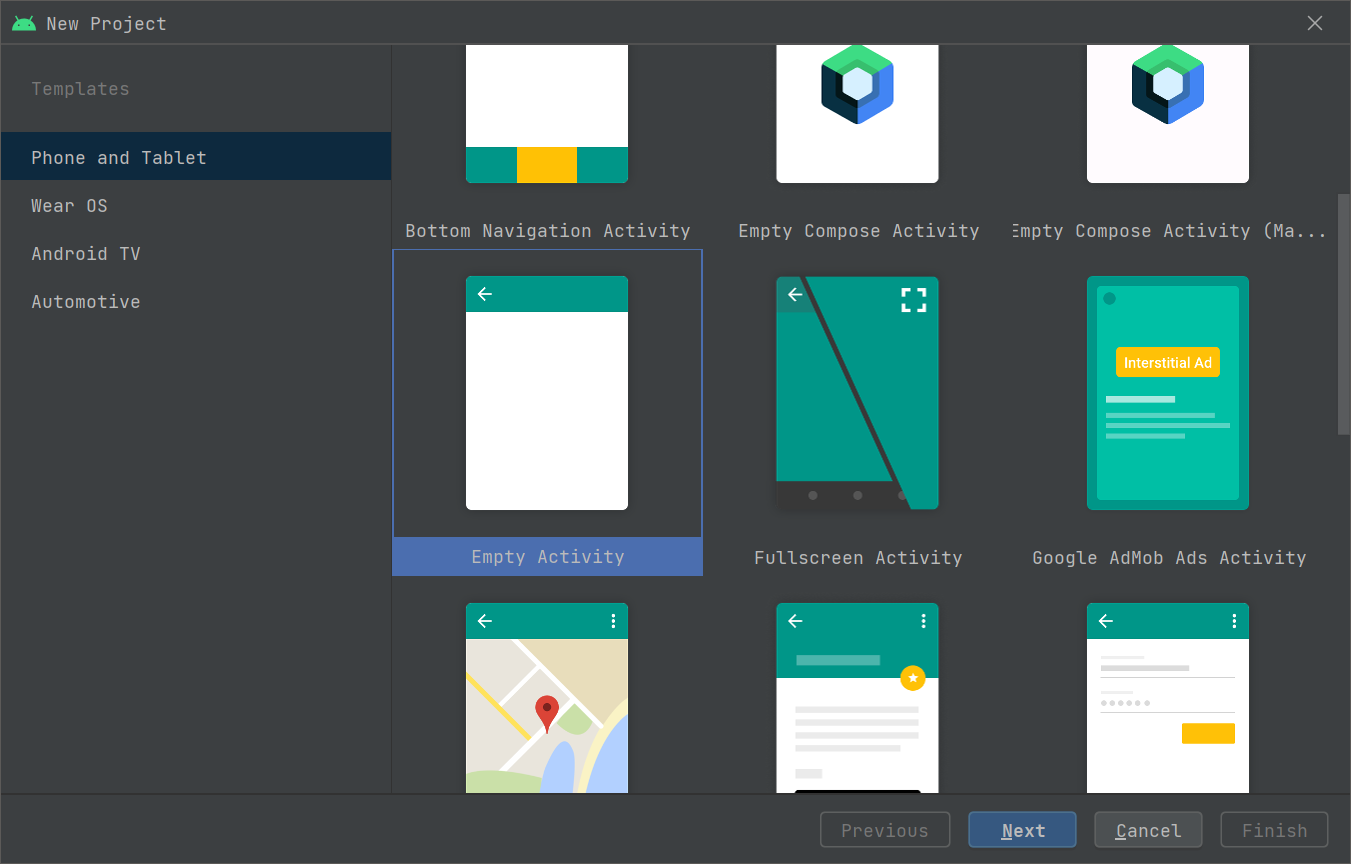 New Project
Templates
Phone and Tablet
Wear OS
Android TV
Automotive
Bottom Navigation Activity
Empty Compose Activity
Empty Compose Activity (Ma...
Interstitial Ad
Empty Activity
Fullscreen Activity
Google AdMob Ads Activity
Previous
Next
Cancel
Finish